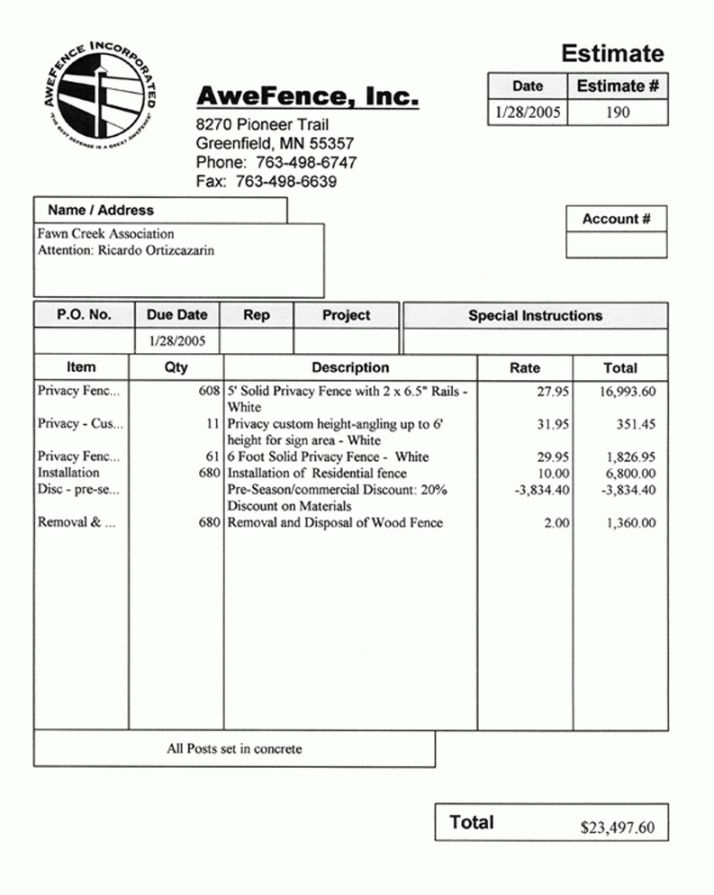 AWEFENCE INCORPORATED
"THE BEST DEFENSE IS A GREAT AWEFENSE"
Estimate
Date Estimate #
1/28/2005 190
AweFence, Inc.
8270 Pioneer Trail
Greenfield, MN 55357
Phone: 763-498-6747
Fax: 763-498-6639
Name / Address
Fawn Creek Association
Attention: Ricardo Ortizcazarin
Account #
P.O. No. Due Date Rep Project Special Instructions
1/28/2005
Item Qty Description Rate Total
Privacy Fenc... 608 5' Solid Privacy Fence with 2 x 6.5" Rails - 27.95 16,993.60
White
Privacy - Cus... 11 Privacy custom height-angling up to 6' 31.95 351.45
height for sign area - White
Privacy Fenc... 61 6 Foot Solid Privacy Fence - White 29.95 1,826.95
Installation 680 Installation of Residential fence 10.00 6,800.00
Disc - pre-se... Pre-Season/commercial Discount: 20% -3,834.40 -3,834.40
Discount on Materials
Removal & ... 680 Removal and Disposal of Wood Fence 2.00 1,360.00
All Posts set in concrete
Total $23,497.60